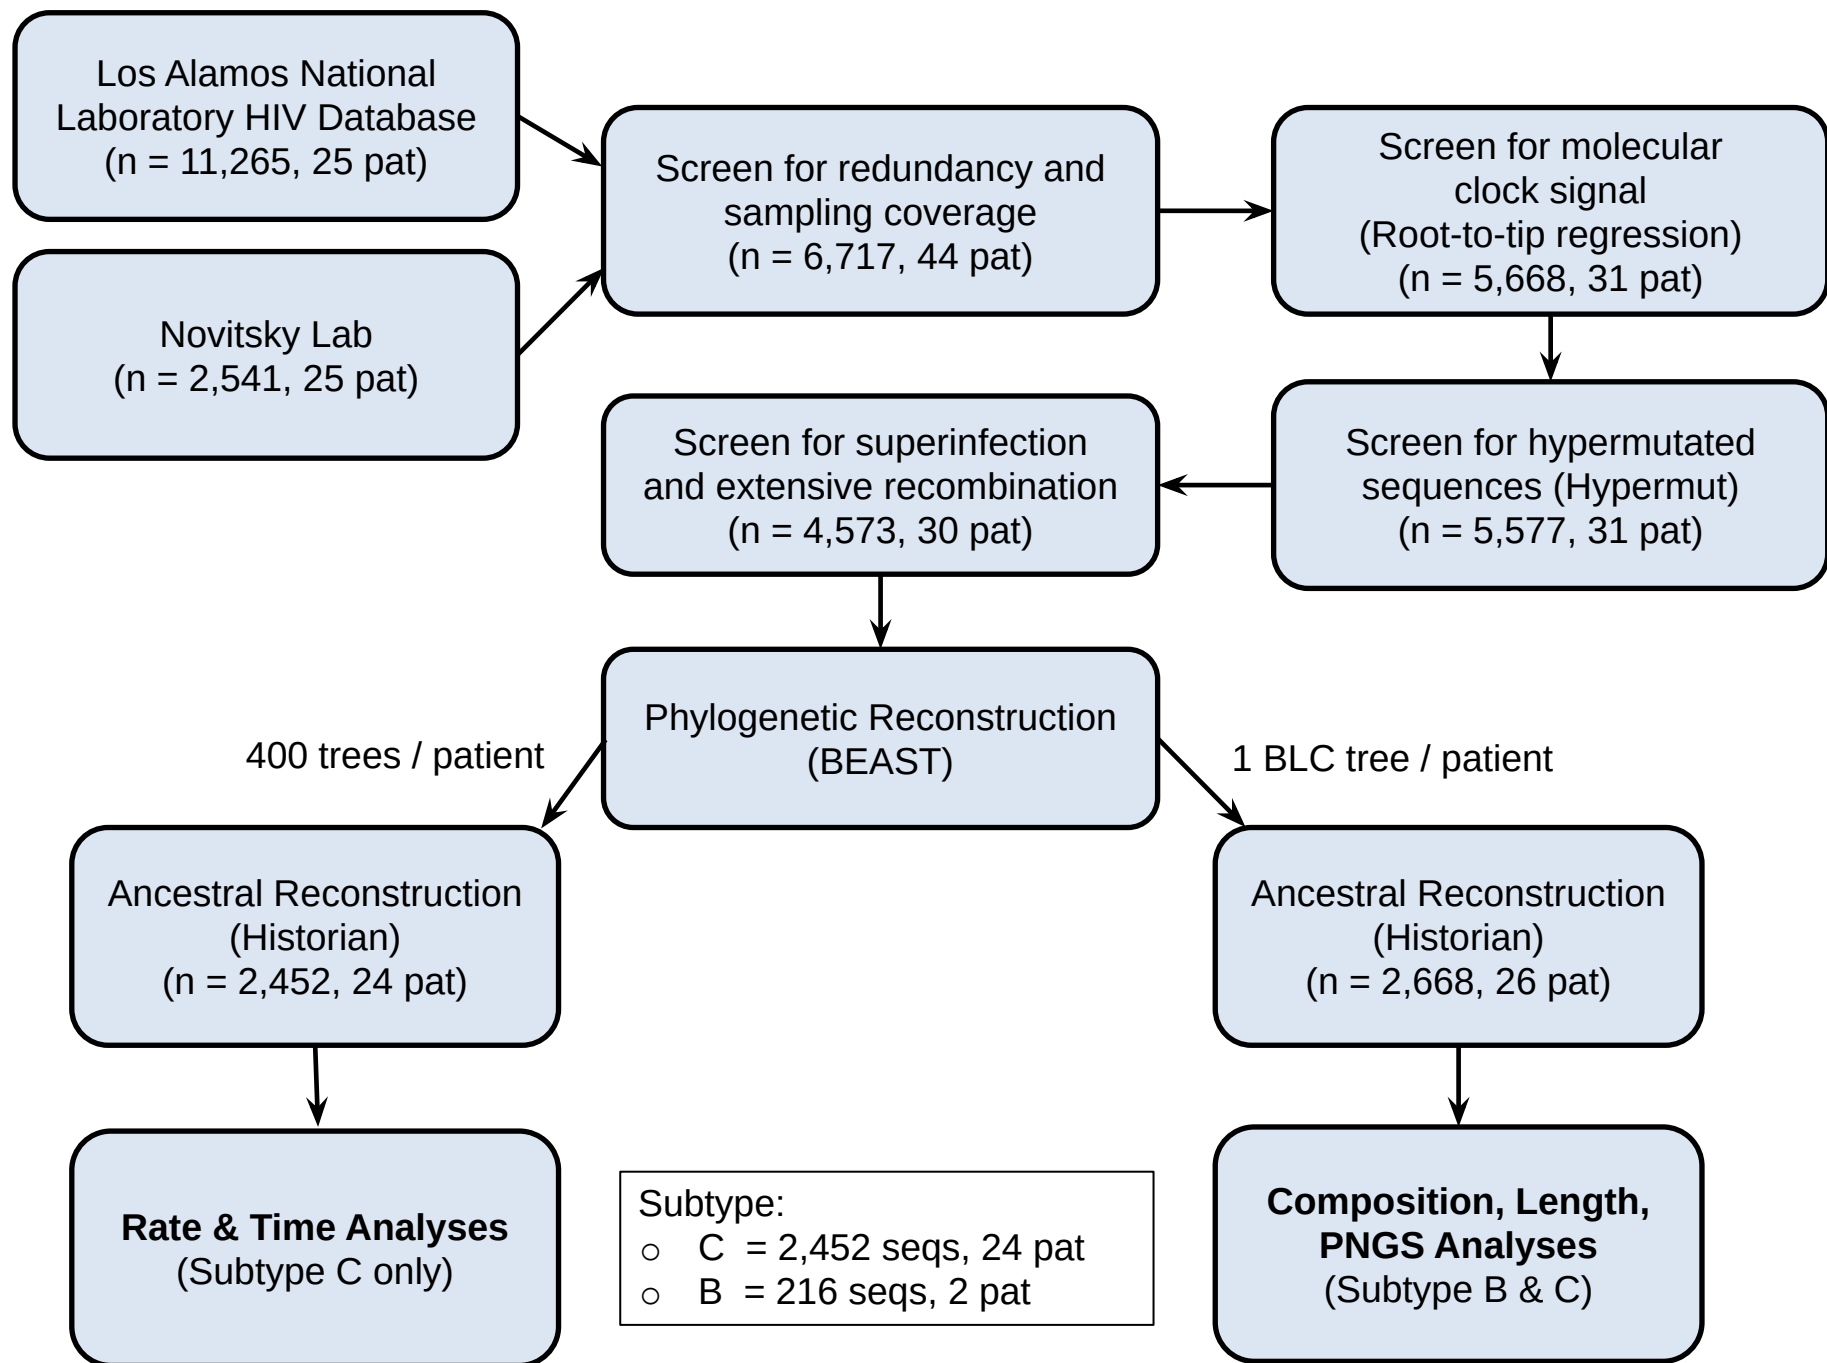 Los Alamos National
Laboratory HIV Database
(n = 11,265, 25 pat)
Novitsky Lab
(n = 2,541, 25 pat)
Screen for redundancy and
sampling coverage
(n = 6,717, 44 pat)
Screen for molecular
clock signal
(Root-to-tip regression)
(n = 5,668, 31 pat)
Screen for hypermutated
sequences (Hypermut)
(n = 5,577, 31 pat)
Screen for superinfection
and extensive recombination
(n = 4,573, 30 pat)
Phylogenetic Reconstruction
(BEAST)
400 trees / patient
1 BLC tree / patient
Ancestral Reconstruction
(Historian)
(n = 2,452, 24 pat)
Ancestral Reconstruction
(Historian)
(n = 2,668, 26 pat)
Rate & Time Analyses
(Subtype C only)
Subtype:
○ C = 2,452 seqs, 24 pat
○ B = 216 seqs, 2 pat
Composition, Length,
PNGS Analyses
(Subtype B & C)